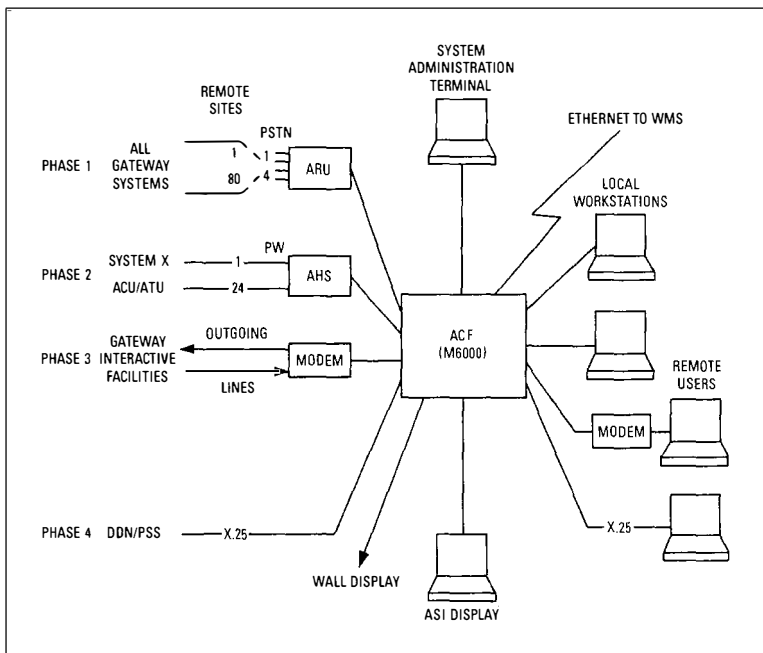 SYSTEM
ADMINISTRATION
TERMINAL
REMOTE
SITES
ETHERNET TO WMS
PSTN
PHASE 1
ALL
GATEWAY
SYSTEMS
1
80
1
4
ARU
LOCAL
WORKSTATIONS
PHASE 2
SYSTEM X
ACU/ATU
1
24
PW
AHS
ACF
(M6000)
PHASE 3
GATEWAY
INTERACTIVE
FACILITIES
OUTGOING
LINES
MODEM
REMOTE
USERS
MODEM
PHASE 4
DDN/PSS
X.25
X.25
WALL DISPLAY
ASI DISPLAY